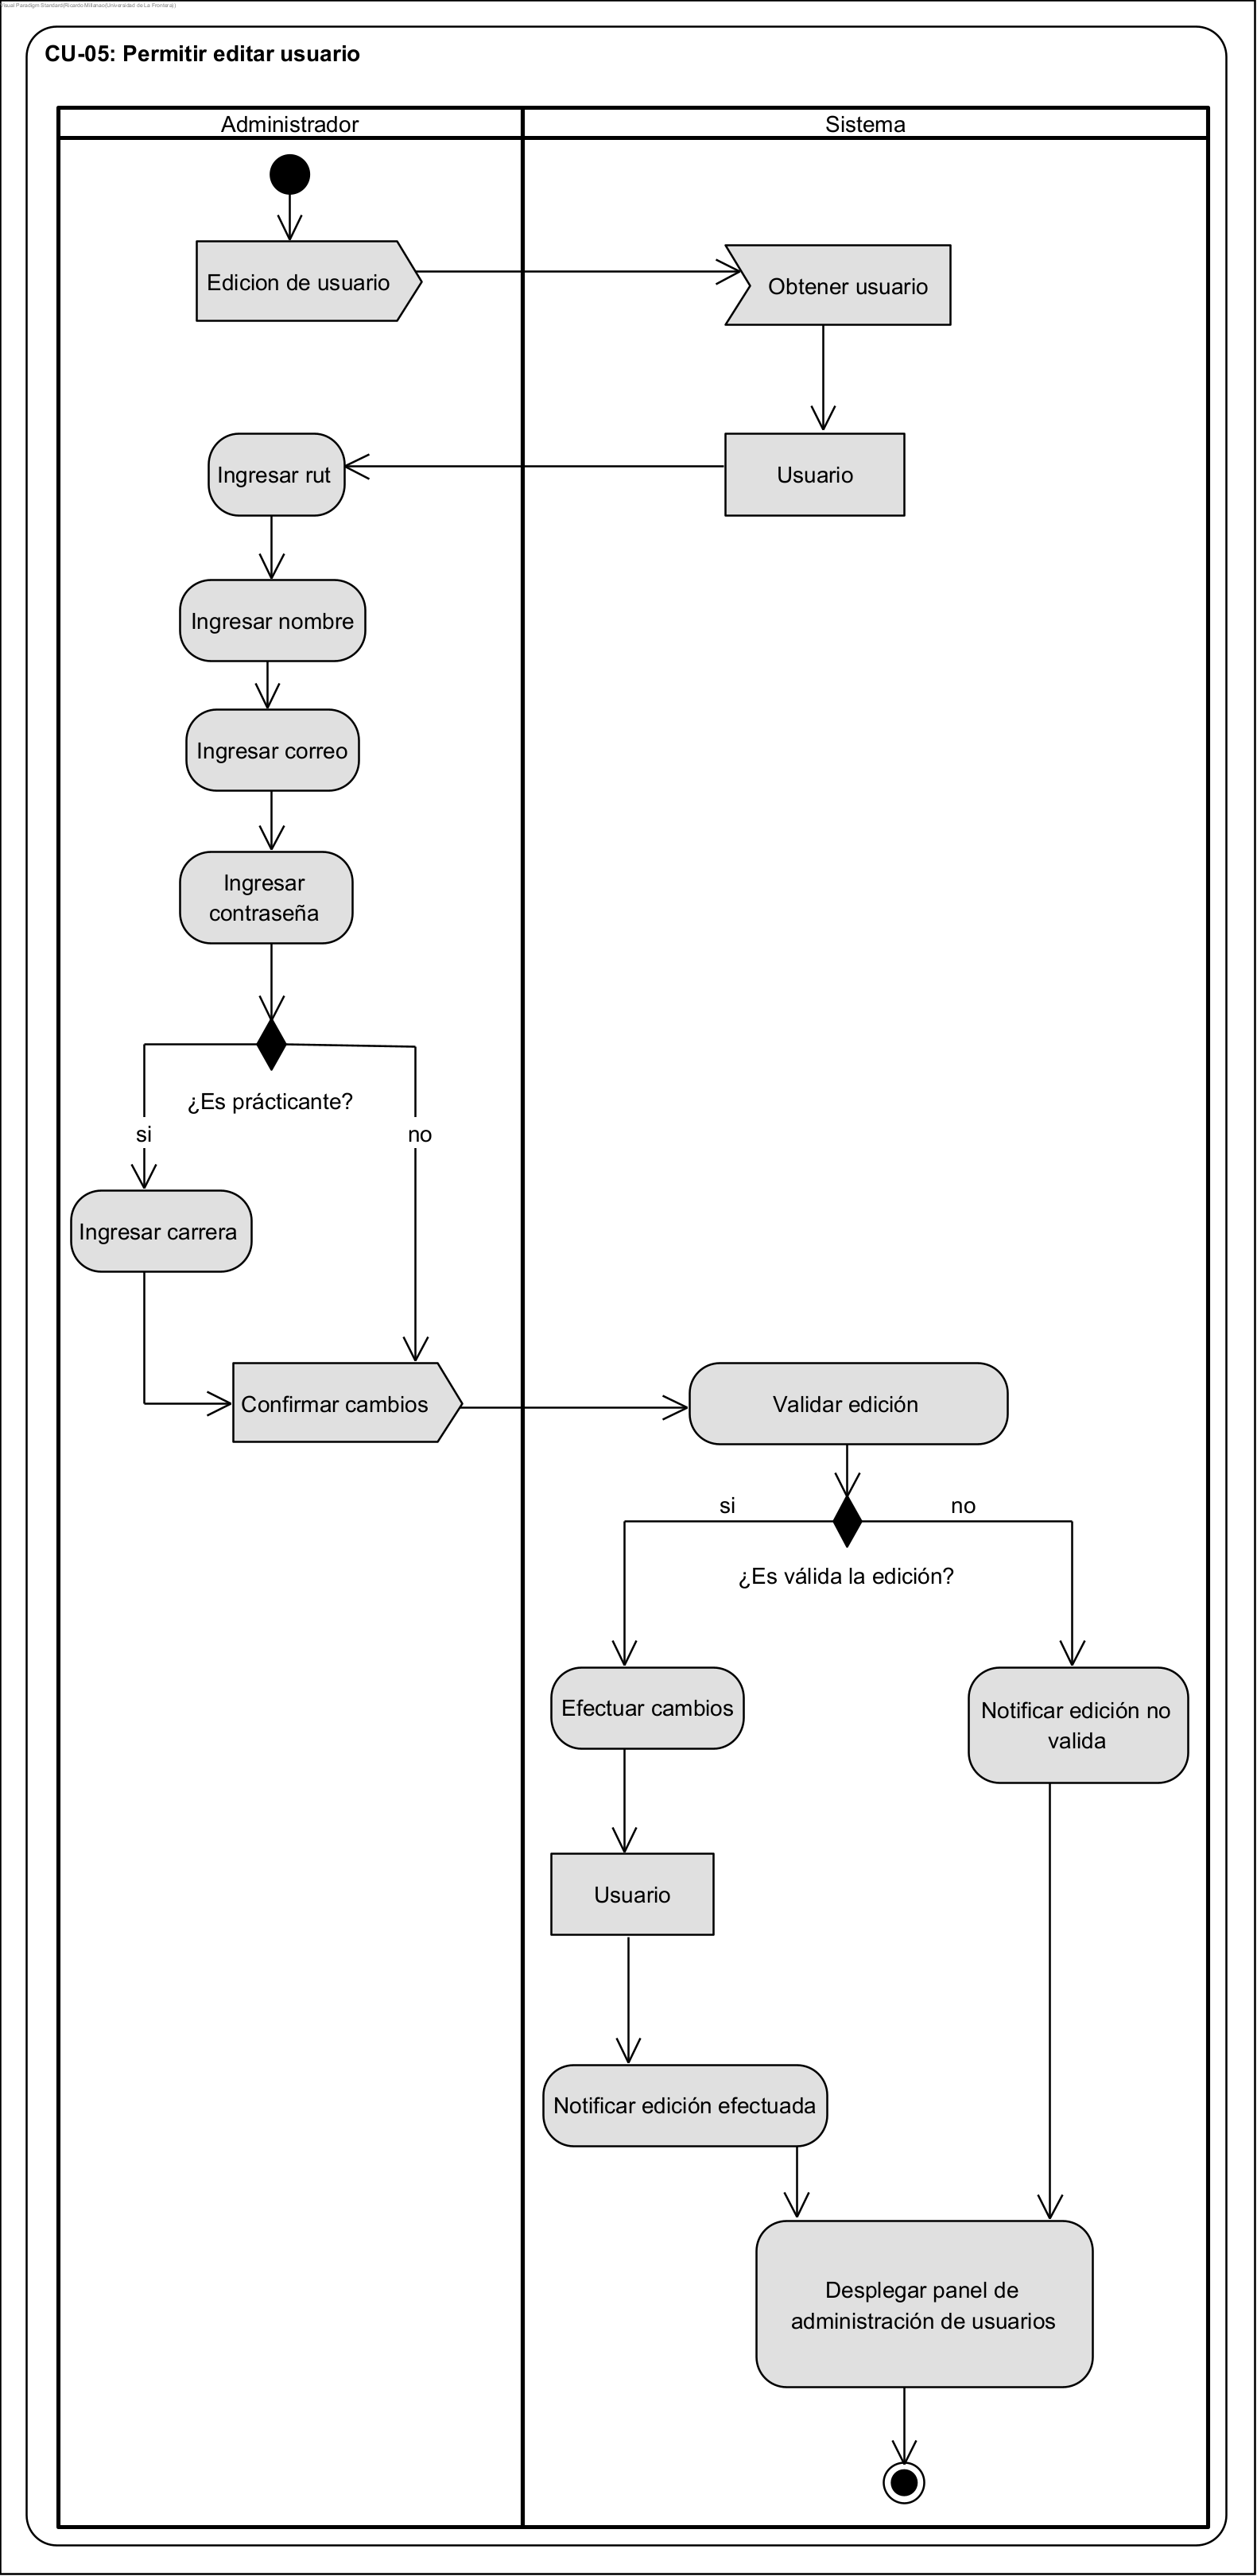 Visual Paradigm Standard(Ricardo Millanao(Universidad de La Frontera))
CU-05: Permitir editar usuario
Administrador
Sistema
Edicion de usuario
Obtener usuario
Ingresar rut
Usuario
Ingresar nombre
Ingresar correo
Ingresar
contraseña
¿Es prácticante?
si
no
Ingresar carrera
Confirmar cambios
Validar edición
si
no
¿Es válida la edición?
Efectuar cambios
Notificar edición no
valida
Usuario
Notificar edición efectuada
Desplegar panel de
administración de usuarios